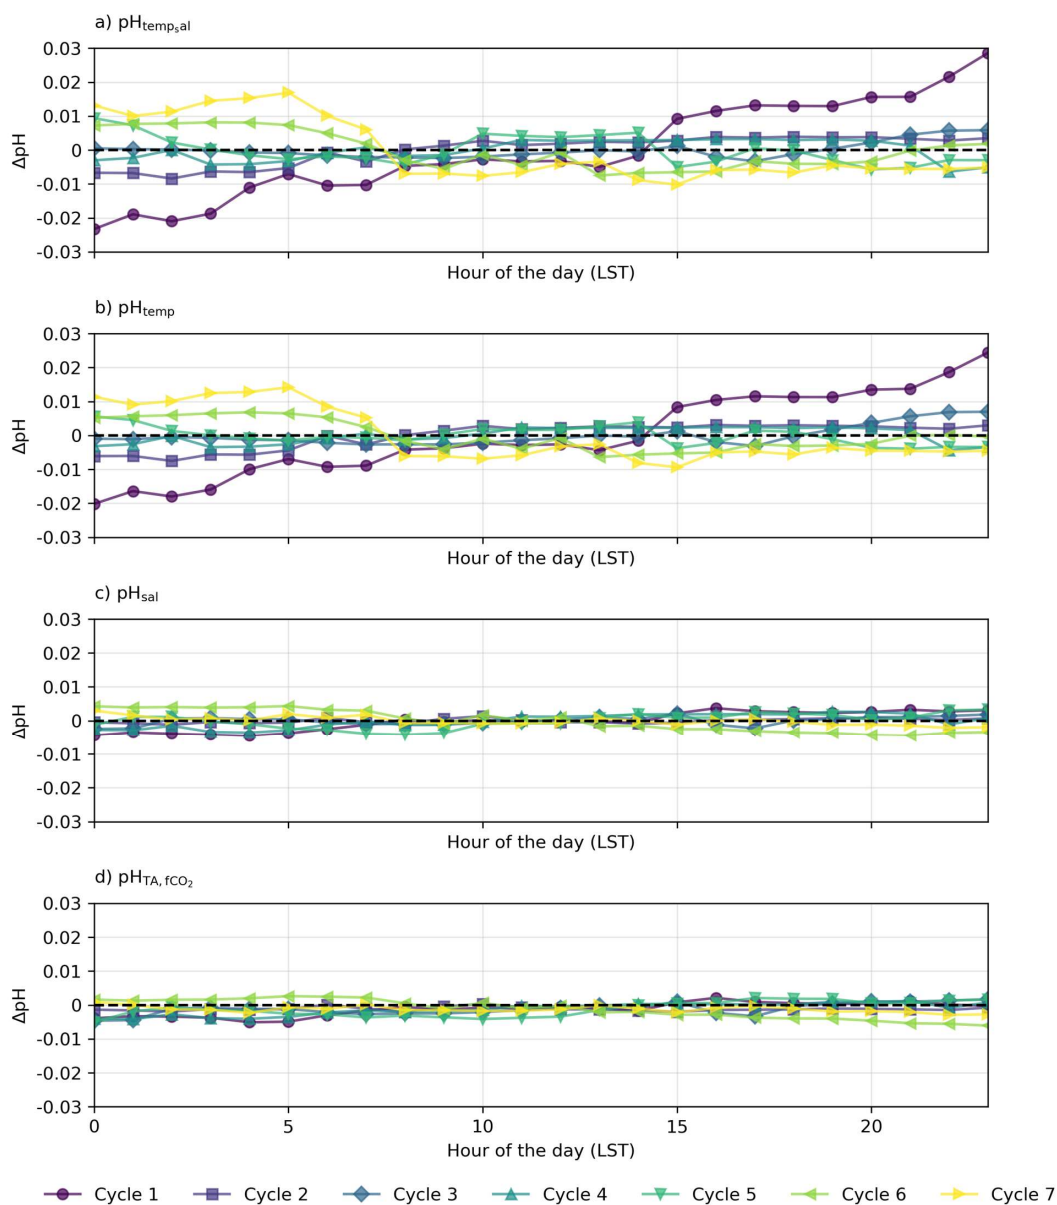 a) pH_temp_sal
0.03
0.02
0.01
0
-0.01
-0.02
-0.03
ΔpH
Hour of the day (LST)
b) pH_temp
0.03
0.02
0.01
0
-0.01
-0.02
-0.03
ΔpH
Hour of the day (LST)
c) pH_sal
0.03
0.02
0.01
0
-0.01
-0.02
-0.03
ΔpH
Hour of the day (LST)
d) pH_TA, fCO₂
0.03
0.02
0.01
0
-0.01
-0.02
-0.03
ΔpH
0 5 10 15 20
Hour of the day (LST)
Cycle 1 Cycle 2 Cycle 3 Cycle 4 Cycle 5 Cycle 6 Cycle 7